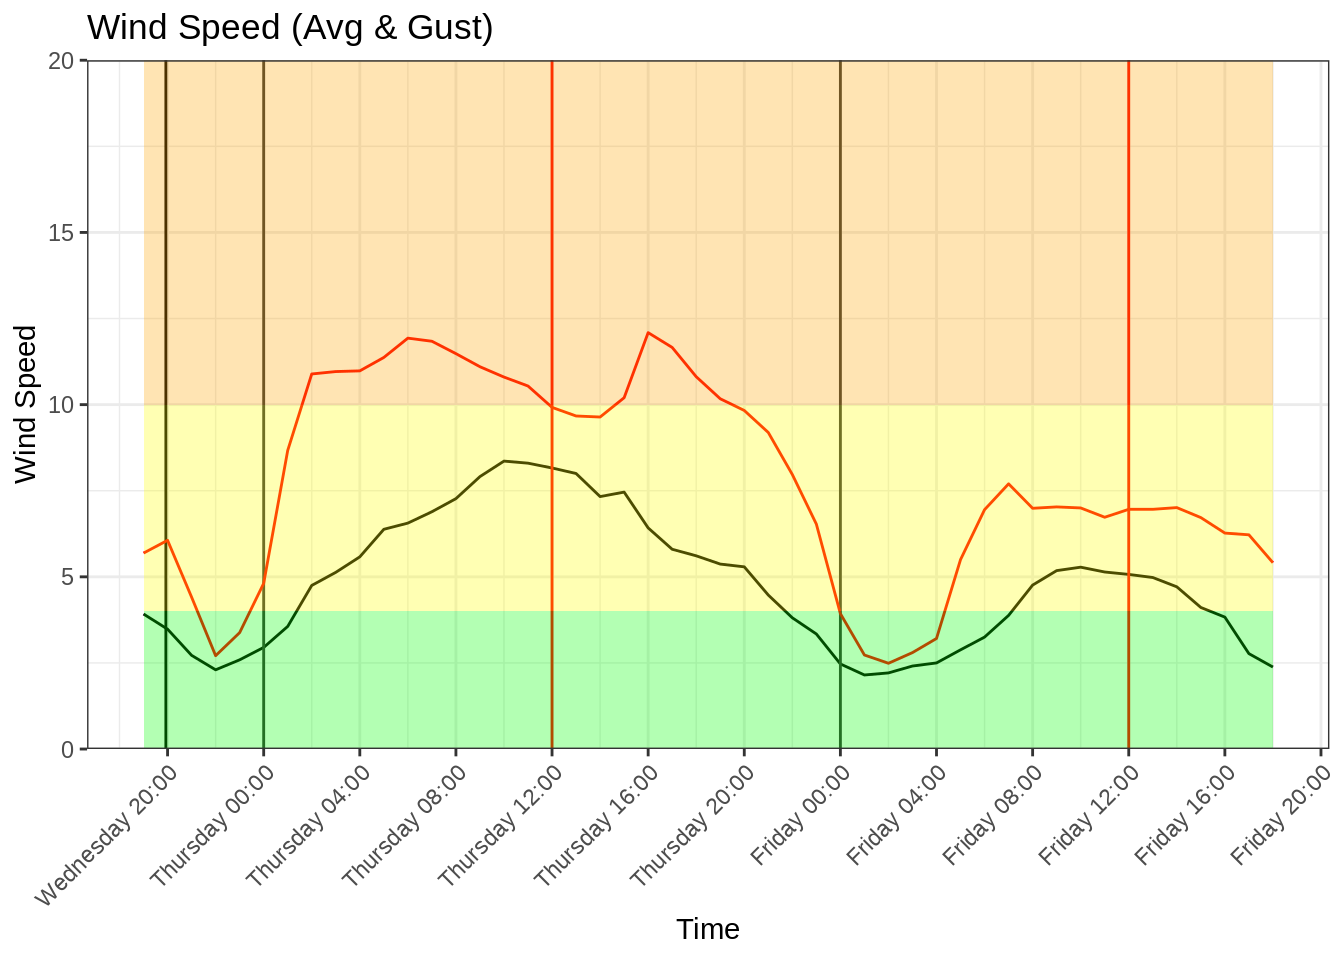 Wind Speed (Avg & Gust)
20
15
10
5
0
Wind Speed
Wednesday 20:00
Thursday 00:00
Thursday 04:00
Thursday 08:00
Thursday 12:00
Thursday 16:00
Thursday 20:00
Friday 00:00
Friday 04:00
Friday 08:00
Friday 12:00
Friday 16:00
Friday 20:00
Time